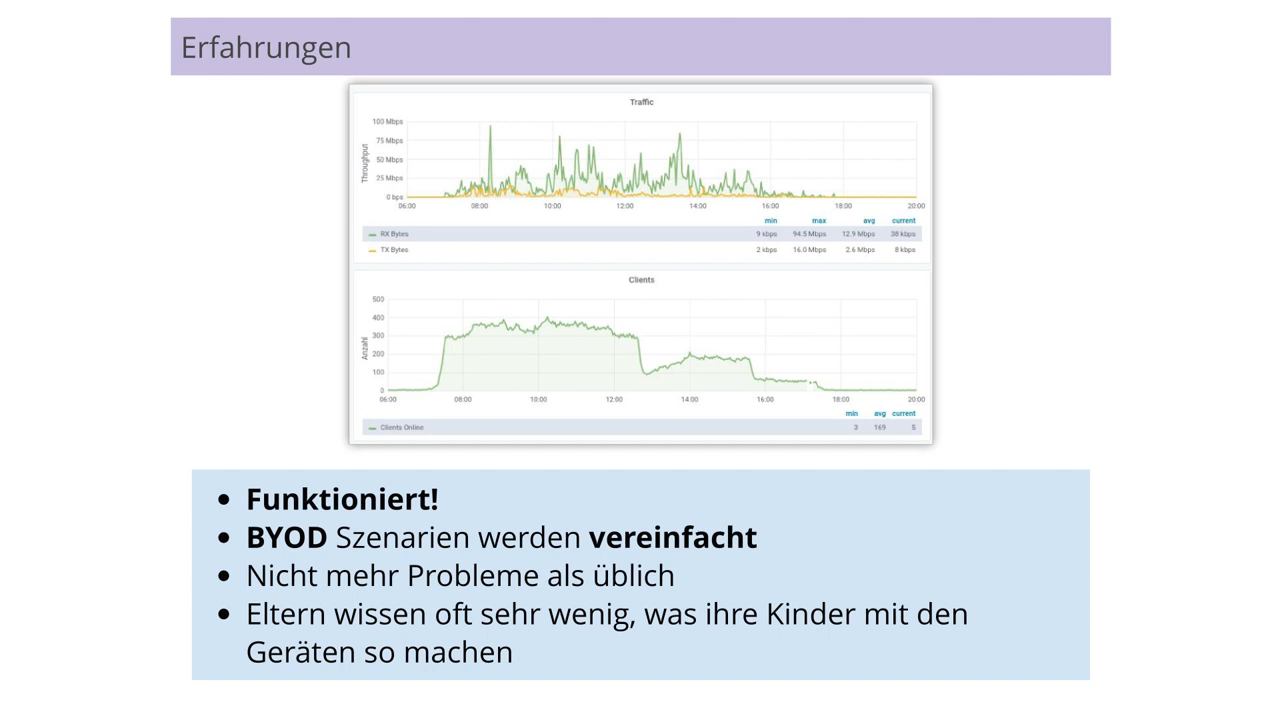 Erfahrungen
Traffic
Throughput
100 Mbps
75 Mbps
50 Mbps
25 Mbps
0 bps
06:00 08:00 10:00 12:00 14:00 16:00 18:00 20:00
min max avg current
RX Bytes 9 kbps 94.5 Mbps 12.9 Mbps 38 kbps
TX Bytes 2 kbps 16.0 Mbps 2.6 Mbps 8 kbps
Clients
Anzahl
500
400
300
200
100
0
06:00 08:00 10:00 12:00 14:00 16:00 18:00 20:00
min avg current
Clients Online 3 169 5
• Funktioniert!
• BYOD Szenarien werden vereinfacht
• Nicht mehr Probleme als üblich
• Eltern wissen oft sehr wenig, was ihre Kinder mit den
Geräten so machen